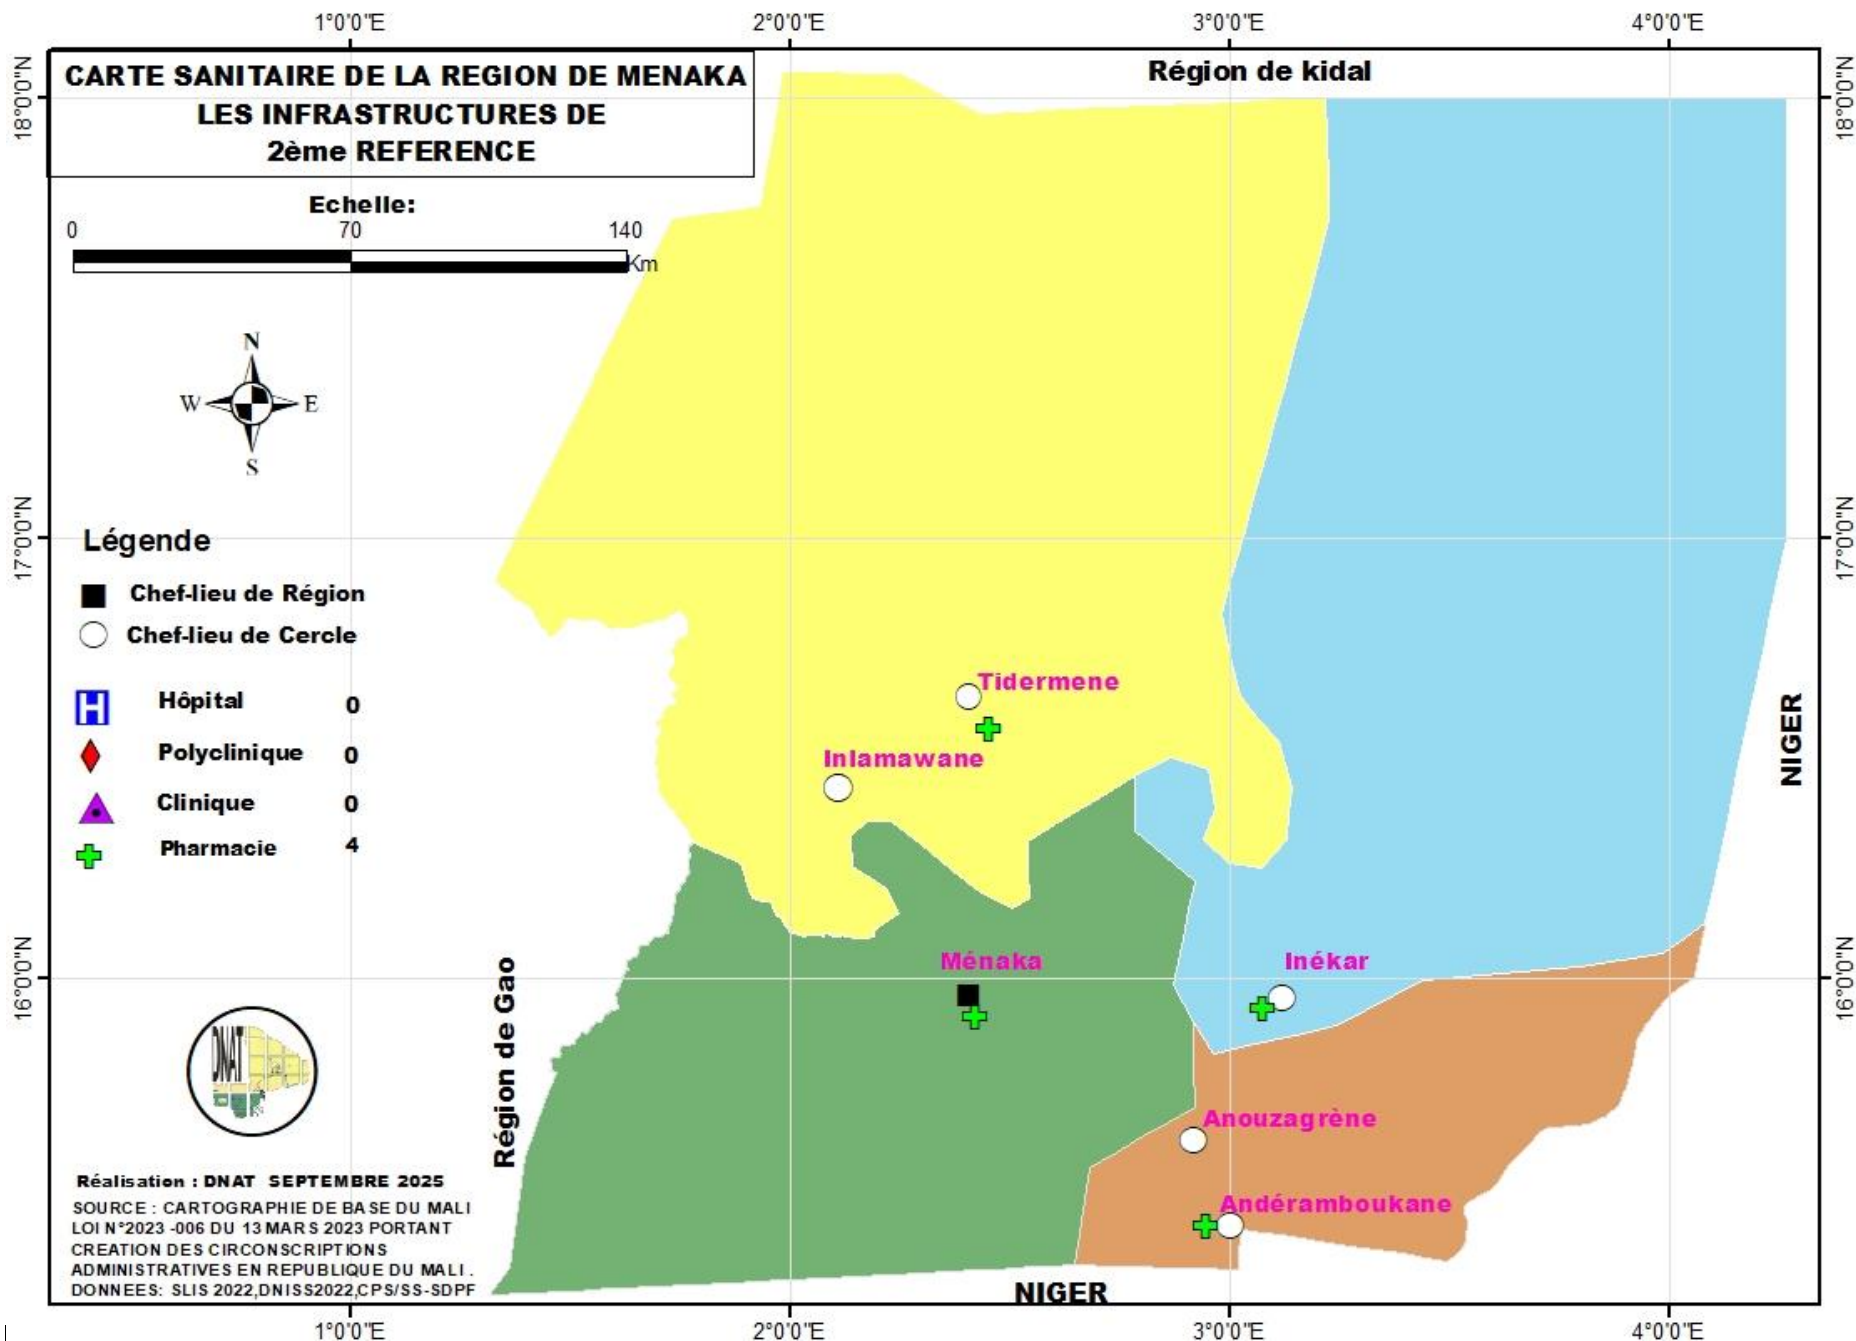 1°0'0"E 2°0'0"E 3°0'0"E 4°0'0"E
CARTE SANITAIRE DE LA REGION DE MENAKA
LES INFRASTRUCTURES DE
2ème REFERENCE
Région de kidal
18°0'0"N
18°0'0"N
Echelle:
0 70 140
Km
N
W E
S
17°0'0"N
17°0'0"N
Légende
Chef-lieu de Région
Chef-lieu de Cercle
H Hôpital 0
Polyclinique 0
Clinique 0
Pharmacie 4
Tidermene
Inlamawane
NIGER
Ménaka
Inékar
16°0'0"N
16°0'0"N
Région de Gao
DNAT
Anouzagrène
Andéramboukane
NIGER
Réalisation : DNAT SEPTEMBRE 2025
SOURCE : CARTOGRAPHIE DE BASE DU MALI
LOI N°2023 -006 DU 13 MARS 2023 PORTANT
CREATION DES CIRCONSCRIPTIONS
ADMINISTRATIVES EN REPUBLIQUE DU MALI .
DONNEES: SLIS 2022,DNISS2022,CPS/SS-SDPF
1°0'0"E 2°0'0"E 3°0'0"E 4°0'0"E